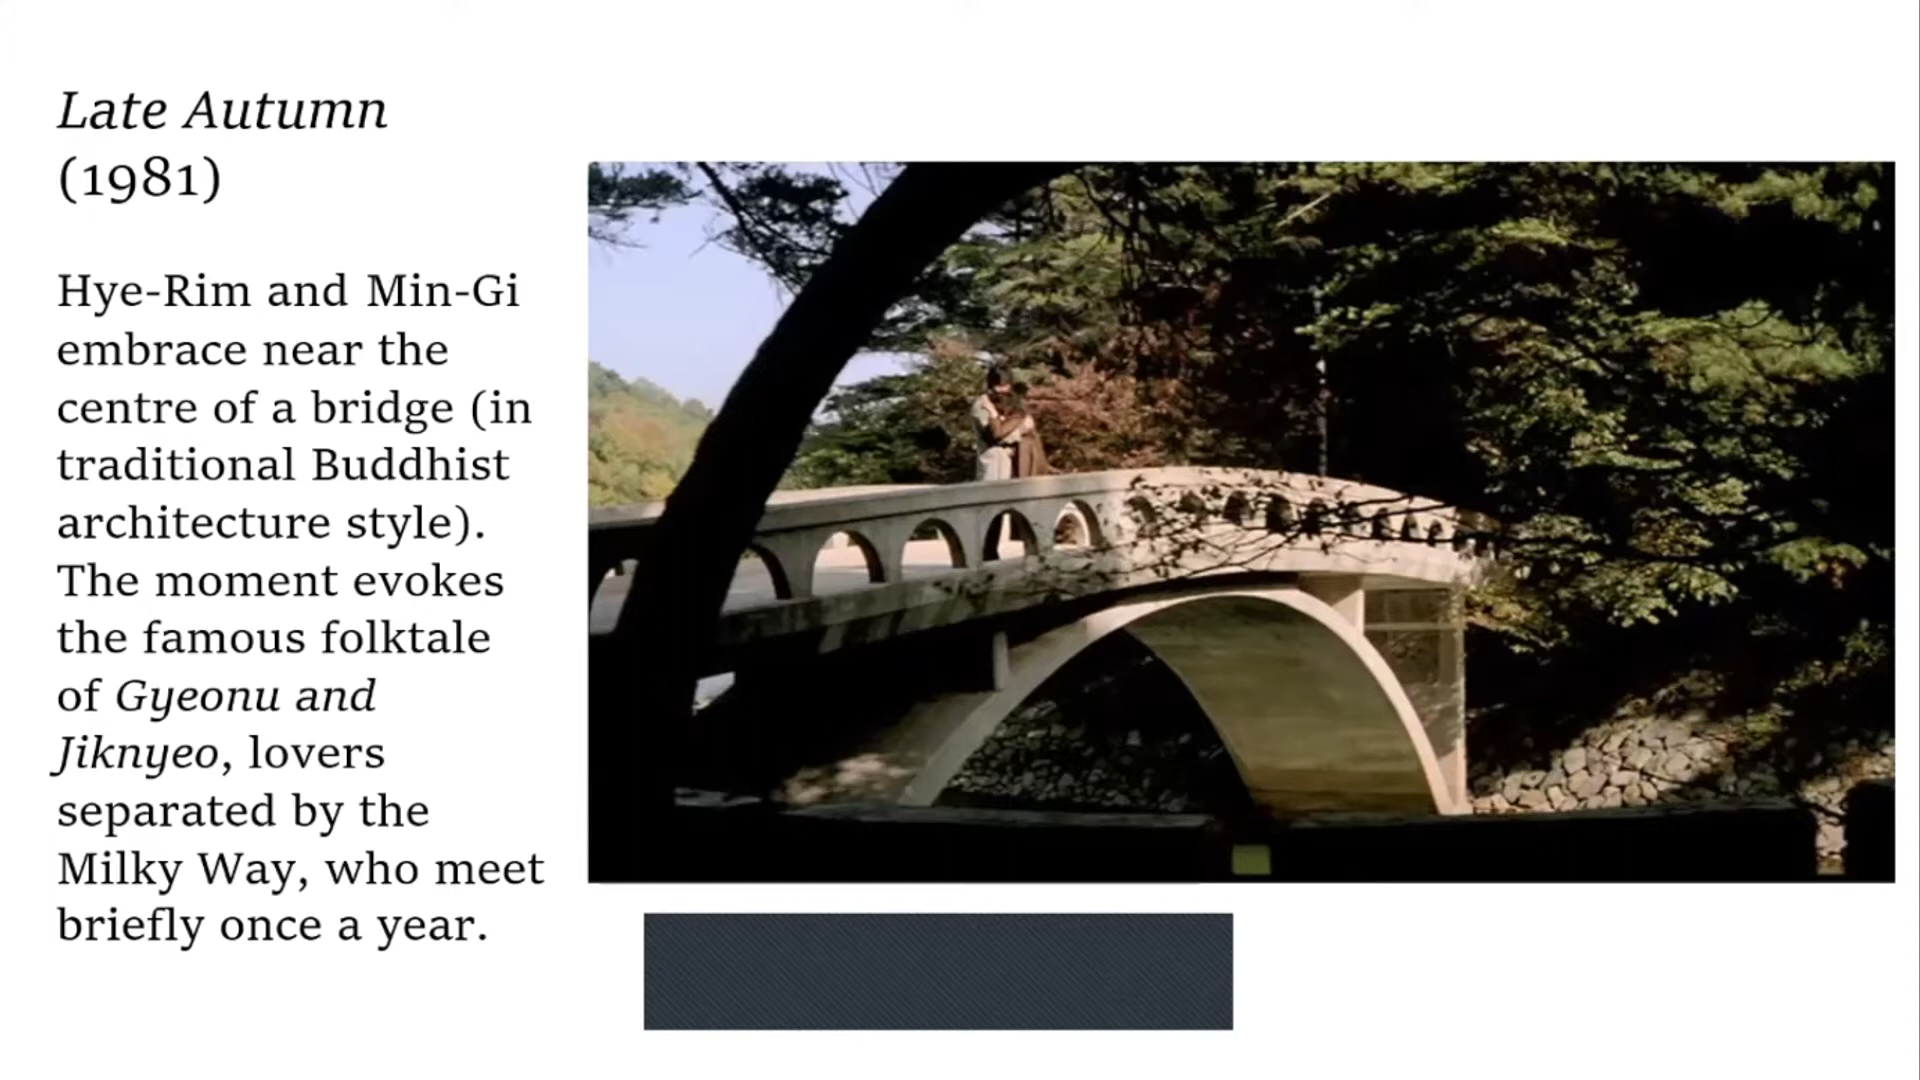 Late Autumn
(1981)
Hye-Rim and Min-Gi
embrace near the
centre of a bridge (in
traditional Buddhist
architecture style).
The moment evokes
the famous folktale
of Gyeonu and
Jiknyeo, lovers
separated by the
Milky Way, who meet
briefly once a year.